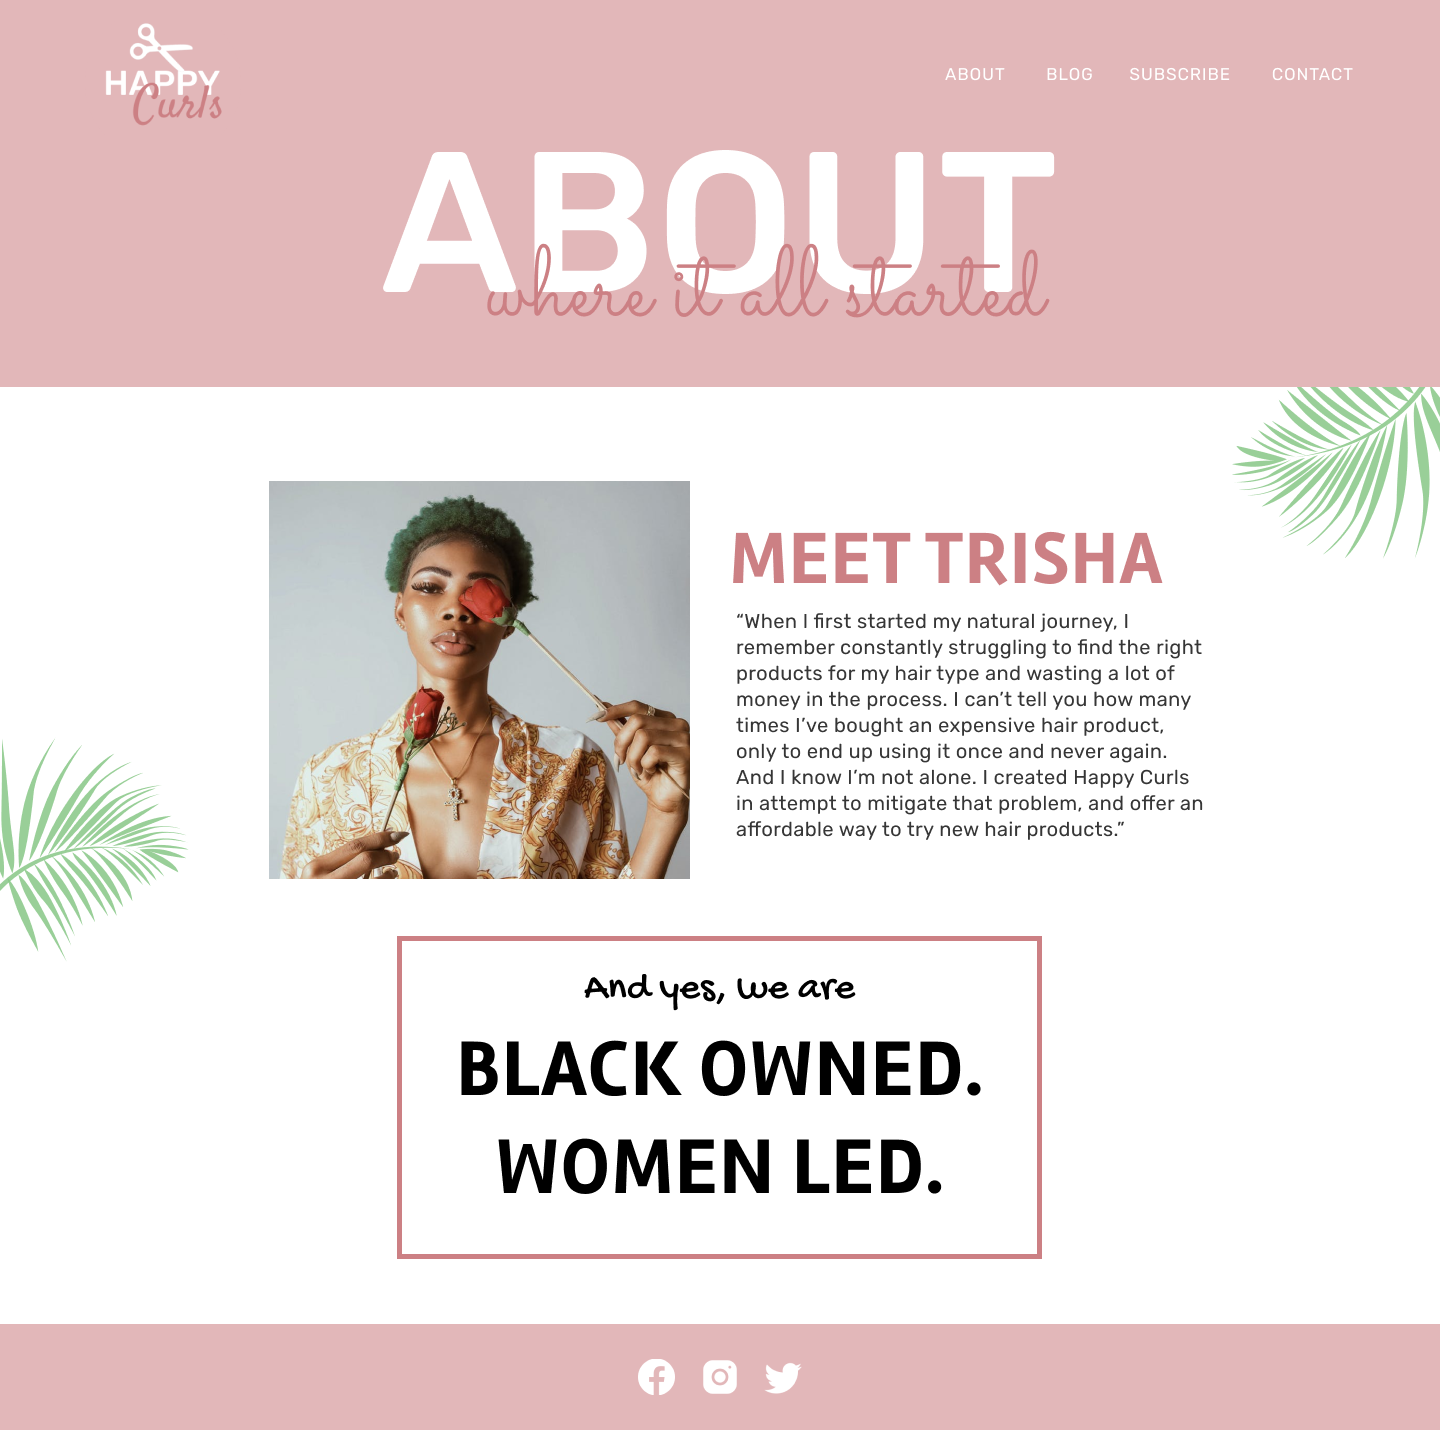 HAPPY
Curls
ABOUT BLOG SUBSCRIBE CONTACT
ABOUT
where it all started
MEET TRISHA
“When I first started my natural journey, I
remember constantly struggling to find the right
products for my hair type and wasting a lot of
money in the process. I can’t tell you how many
times I’ve bought an expensive hair product,
only to end up using it once and never again.
And I know I’m not alone. I created Happy Curls
in attempt to mitigate that problem, and offer an
affordable way to try new hair products.”
And yes, we are
BLACK OWNED.
WOMEN LED.